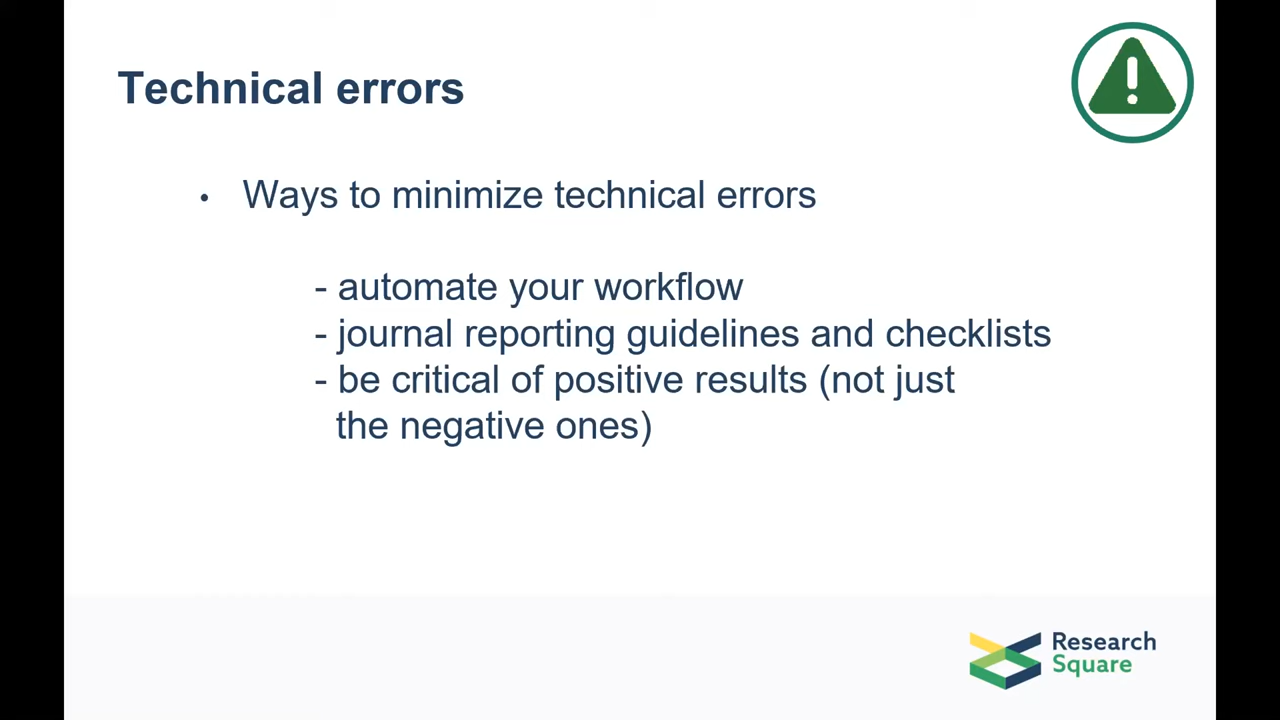 Technical errors
• Ways to minimize technical errors
- automate your workflow
- journal reporting guidelines and checklists
- be critical of positive results (not just
the negative ones)
Research
Square